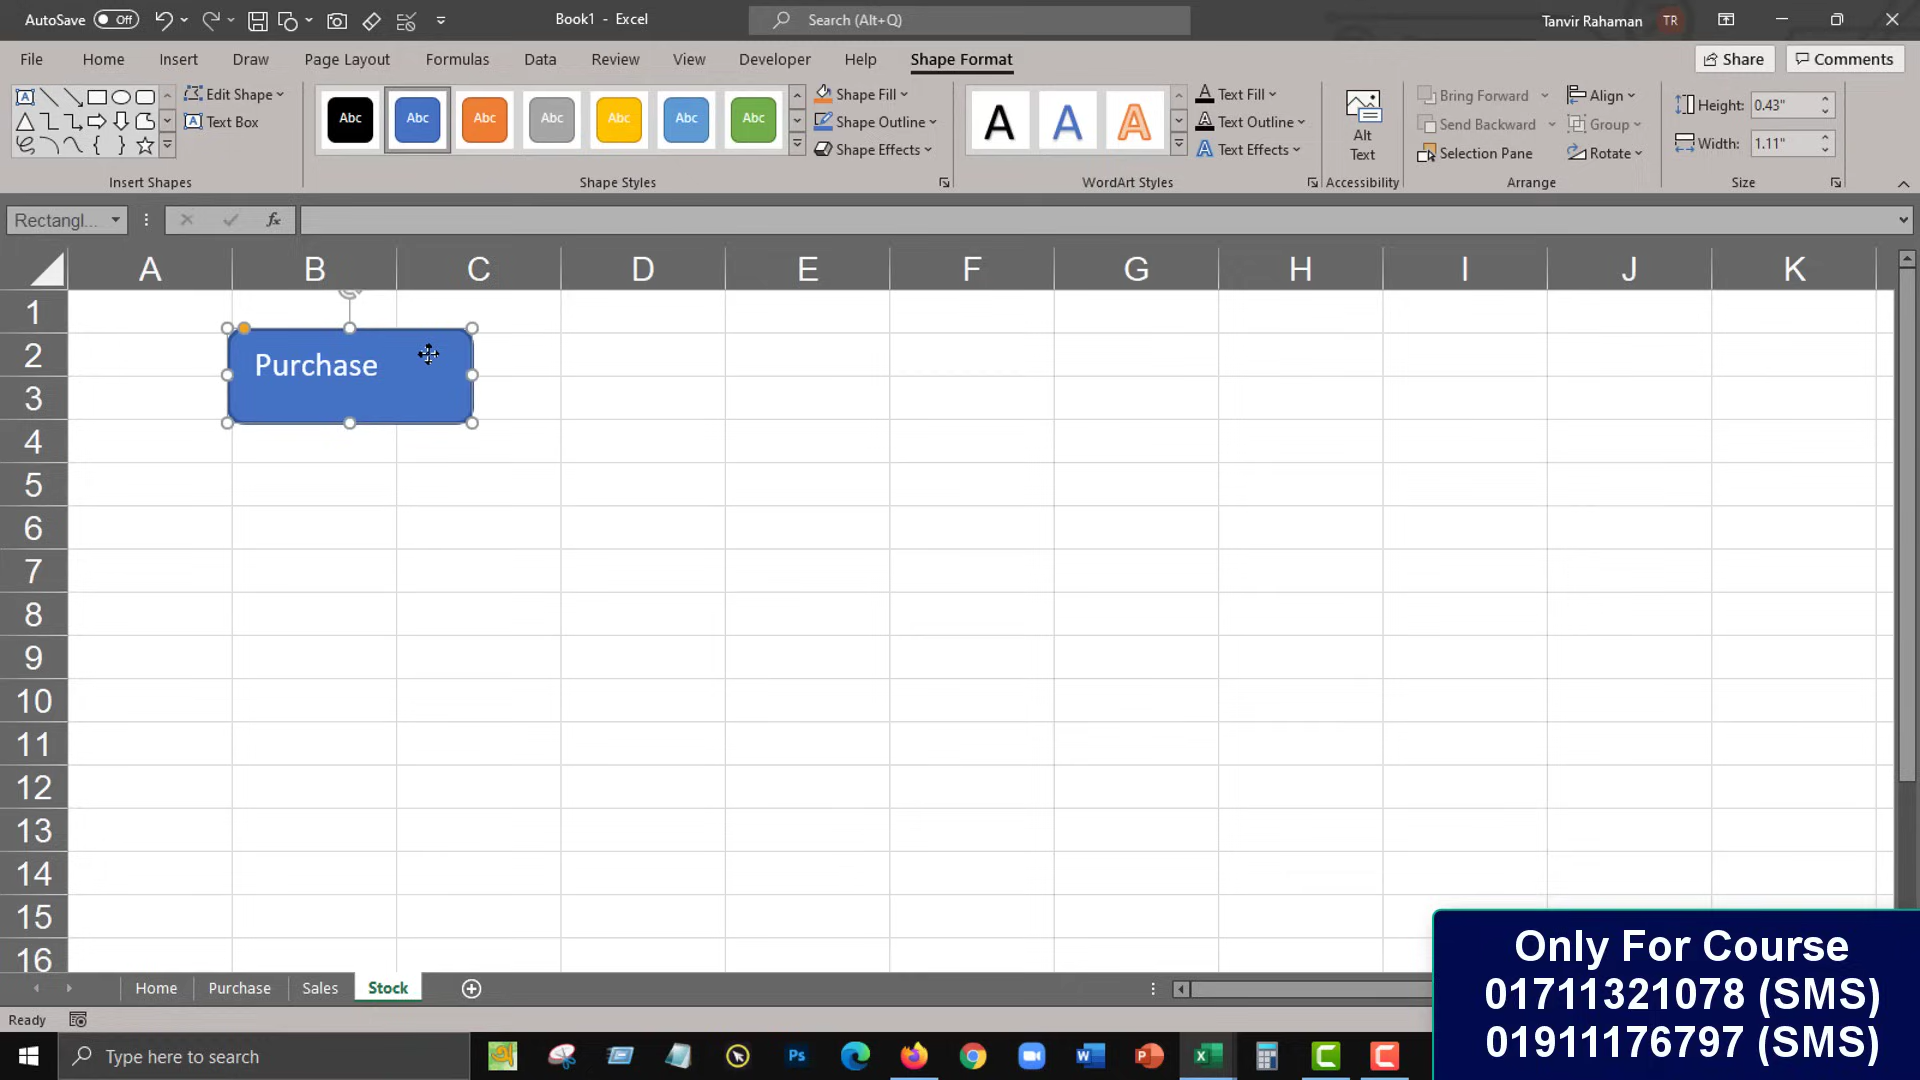 AutoSave Off Book1 - Excel Search (Alt+Q) Tanvir Rahaman TR
File Home Insert Draw Page Layout Formulas Data Review View Developer Help Shape Format Share Comments
Edit Shape
Text Box
Insert Shapes
Abc Abc Abc Abc Abc Abc Abc
Shape Fill
Shape Outline
Shape Effects
Shape Styles
A A A
Text Fill
Text Outline
Text Effects
WordArt Styles
Alt
Text
Accessibility
Bring Forward
Send Backward
Selection Pane
Align
Group
Rotate
Arrange
Height: 0.43"
Width: 1.11"
Size
Rectangl... fx
A B C D E F G H I J K
1
2
3
4
5
6
7
8
9
10
11
12
13
14
15
16
Purchase
Home Purchase Sales Stock
Ready
Type here to search
Only For Course
01711321078 (SMS)
01911176797 (SMS)